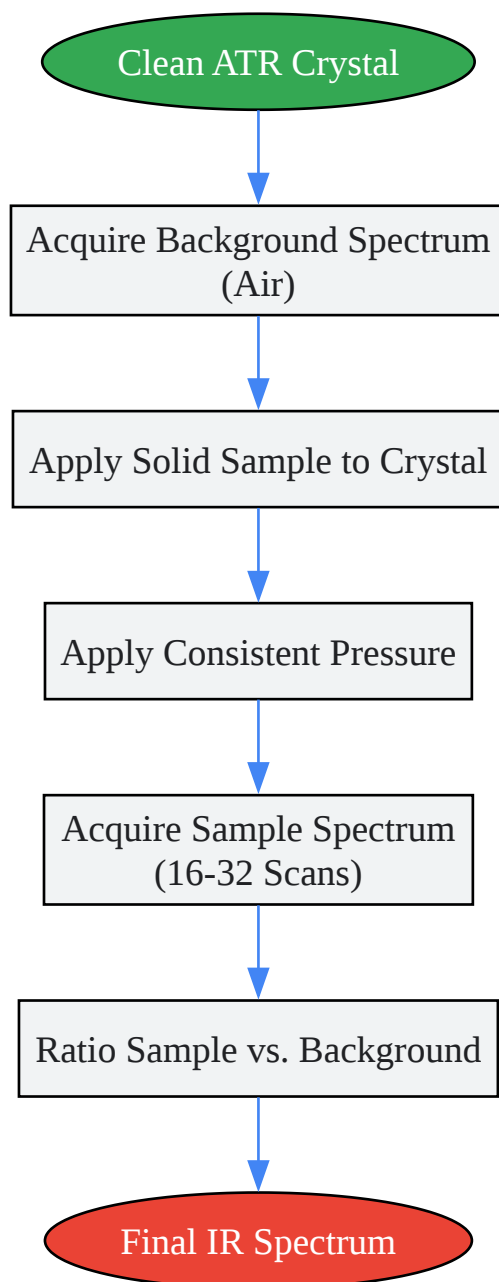 Clean ATR Crystal
Acquire Background Spectrum
(Air)
Apply Solid Sample to Crystal
Apply Consistent Pressure
Acquire Sample Spectrum
(16-32 Scans)
Ratio Sample vs. Background
Final IR Spectrum